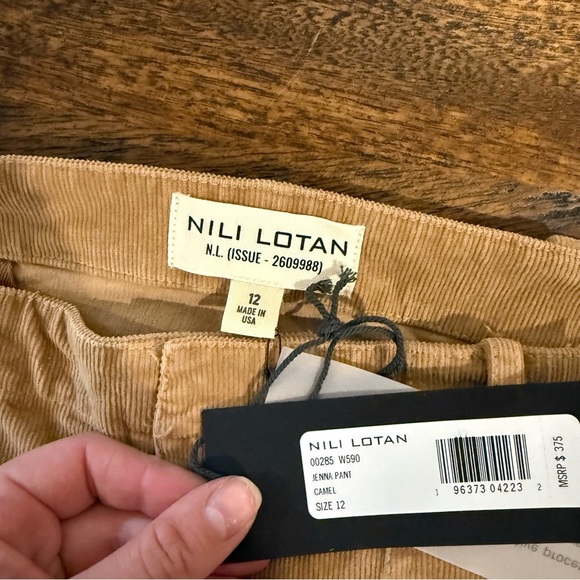 NILI LOTAN
N.L. (ISSUE - 2609988)
12
MADE IN
USA
NILI LOTAN
00285 W590
JENNA PANT
CAMEL
SIZE 12
1 96373 04223 2
MSRP $ 375